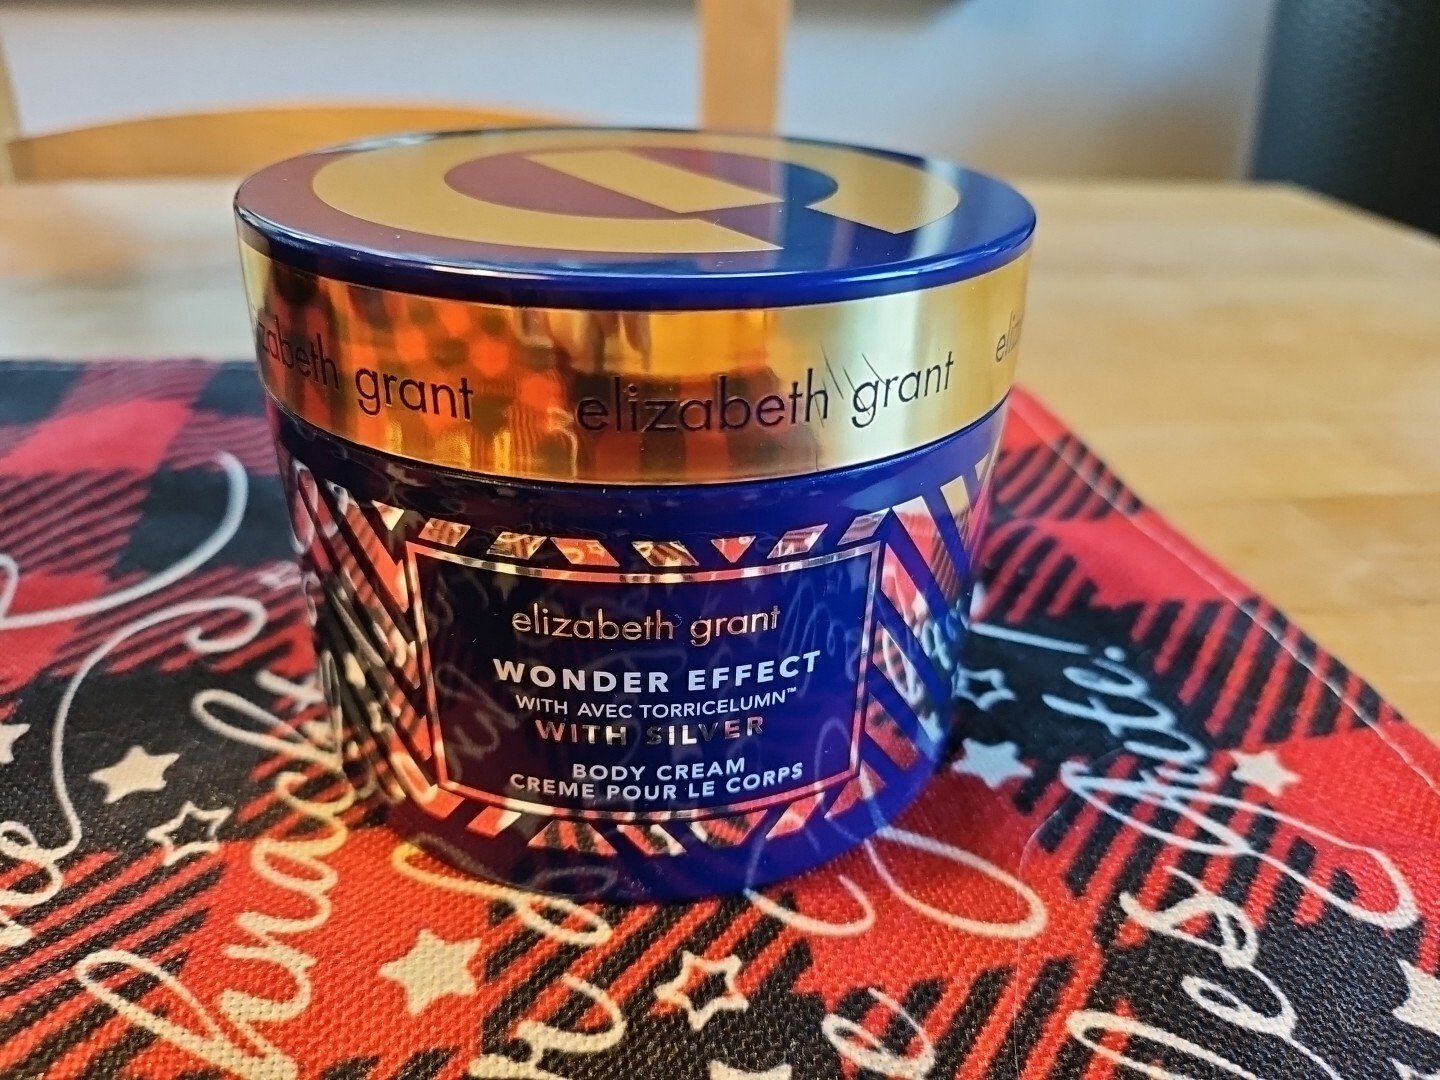 elizabeth grant
elizabeth grant
elizabeth grant
WONDER EFFECT
WITH AVEC TORRICELUMN™
WITH SILVER
BODY CREAM
CREME POUR LE CORPS